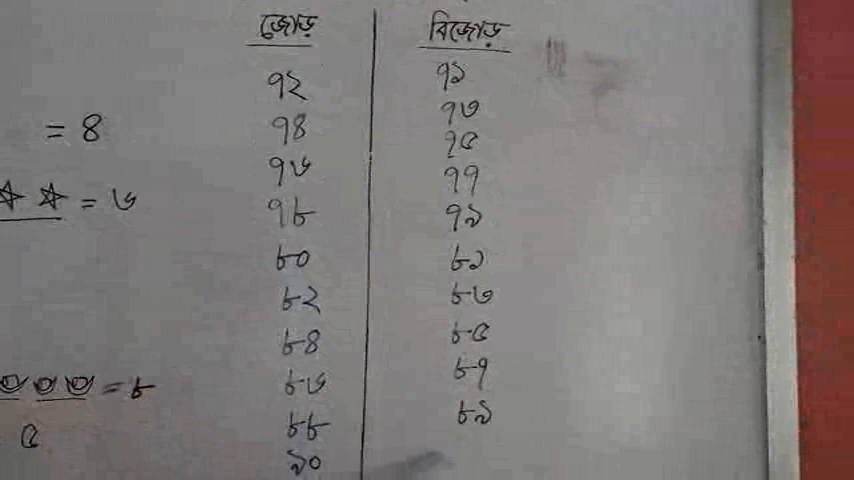 জোড় বিজোড়
৭২ ৭১
= ৪ ৭৪ ৭৩
৭৬ ৭৫
= ৬ ৭৮ ৭৭
৮০ ৭৯
৮২ ৮১
৮৪ ৮৩
= ৮ ৮৬ ৮৫
৫ ৮৮ ৮৭
৯০ ৮৯